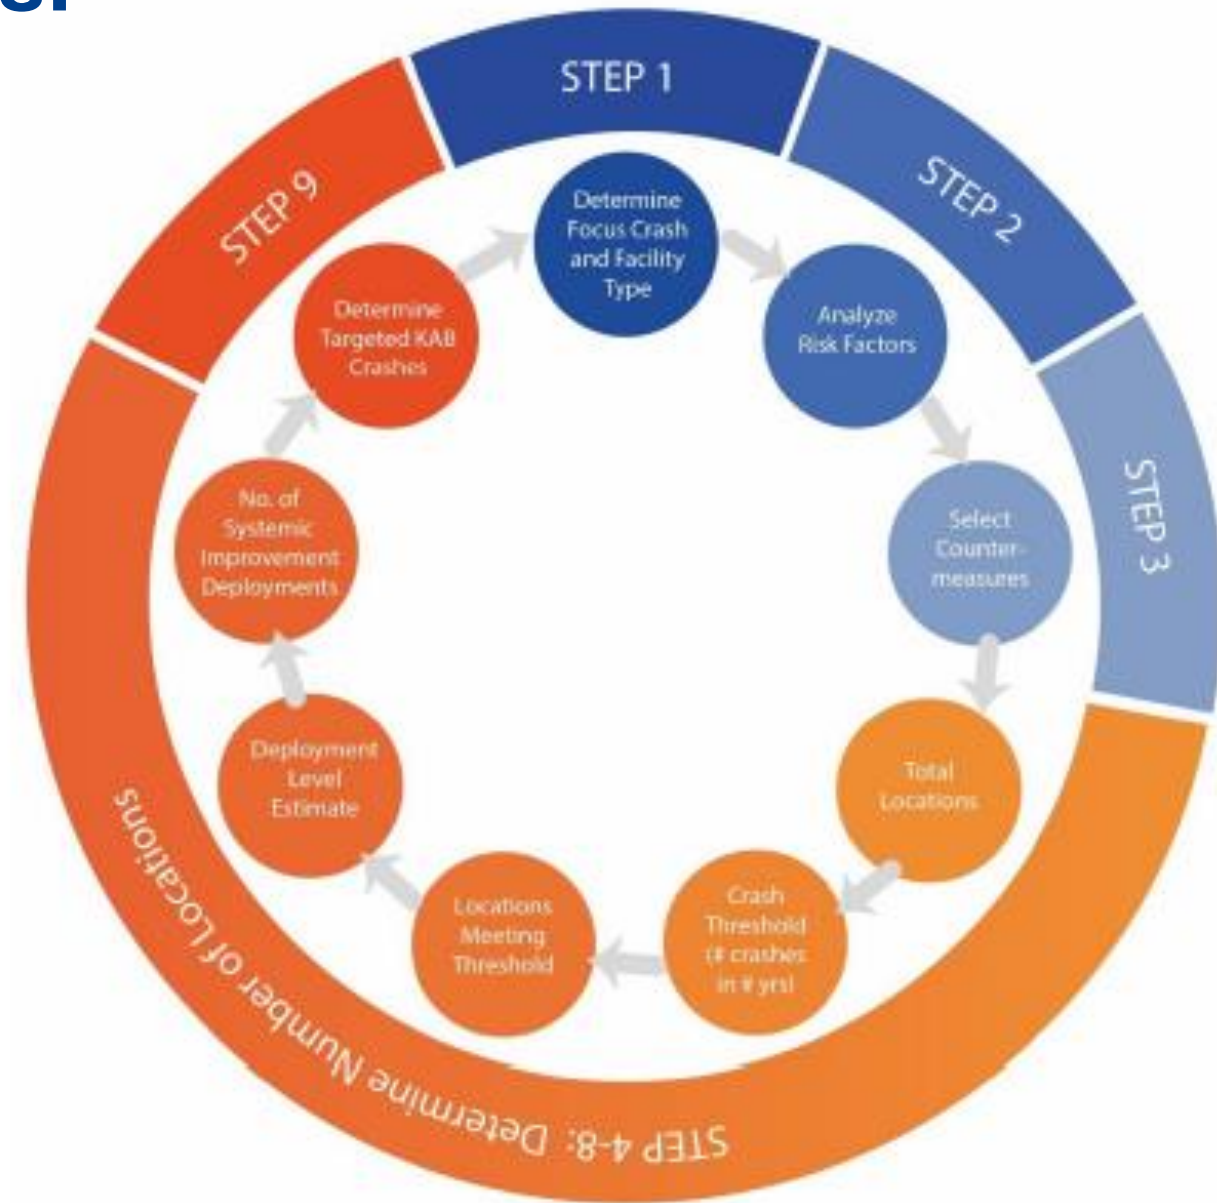 STEP 1
Determine
Focus Crash
and Facility
Type
STEP 2
Analyze
Risk Factors
STEP 3
Select
Counter-
measures
STEP 4-8: Determine Number of Locations
Total
Locations
Crash
Threshold
(# crashes
in # yrs)
Locations
Meeting
Threshold
Deployment
Level
Estimate
No. of
Systemic
Improvement
Deployments
STEP 9
Determine
Targeted KAB
Crashes